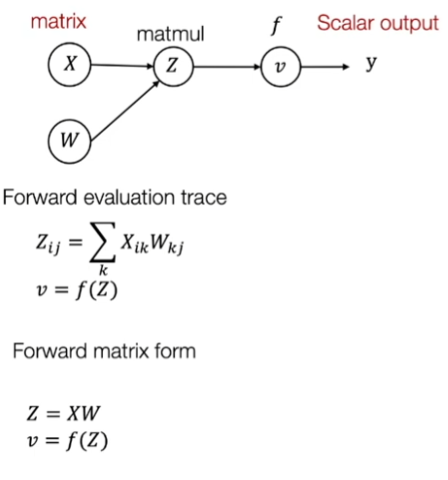 matrix
matmul
f
Scalar output
X
Z
v
y
W
Forward evaluation trace
Z_{ij} = \sum_{k} X_{ik} W_{kj}
v = f(Z)
Forward matrix form
Z = XW
v = f(Z)